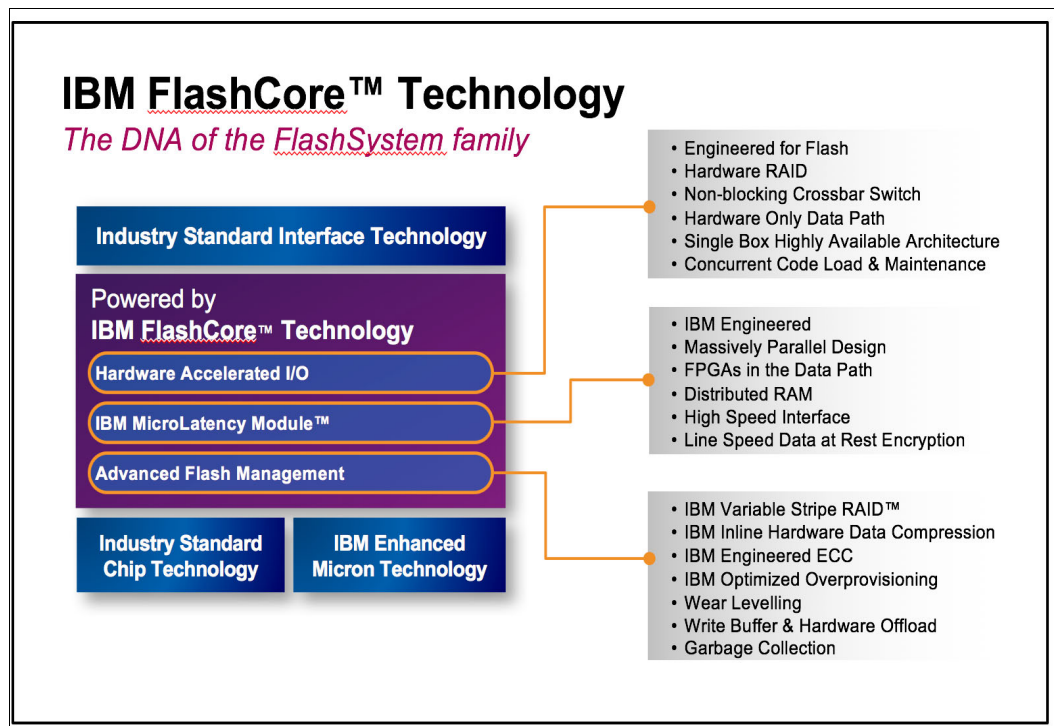 IBM FlashCore™ Technology
The DNA of the FlashSystem family
Industry Standard Interface Technology
Powered by
IBM FlashCore™ Technology
Hardware Accelerated I/O
IBM MicroLatency Module™
Advanced Flash Management
Industry Standard
Chip Technology
IBM Enhanced
Micron Technology
• Engineered for Flash
• Hardware RAID
• Non-blocking Crossbar Switch
• Hardware Only Data Path
• Single Box Highly Available Architecture
• Concurrent Code Load & Maintenance
• IBM Engineered
• Massively Parallel Design
• FPGAs in the Data Path
• Distributed RAM
• High Speed Interface
• Line Speed Data at Rest Encryption
• IBM Variable Stripe RAID™
• IBM Inline Hardware Data Compression
• IBM Engineered ECC
• IBM Optimized Overprovisioning
• Wear Levelling
• Write Buffer & Hardware Offload
• Garbage Collection